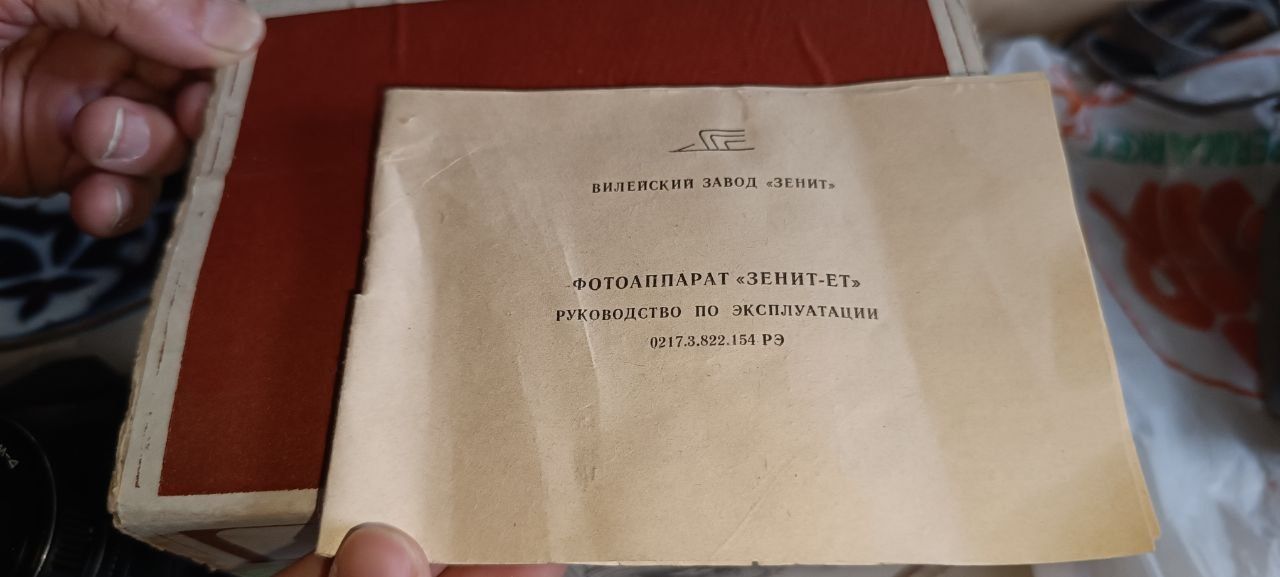 ВИЛЕЙСКИЙ ЗАВОД «ЗЕНИТ»
ФОТОАППАРАТ «ЗЕНИТ-ЕТ»
РУКОВОДСТВО ПО ЭКСПЛУАТАЦИИ
0217.3.822.154 РЭ